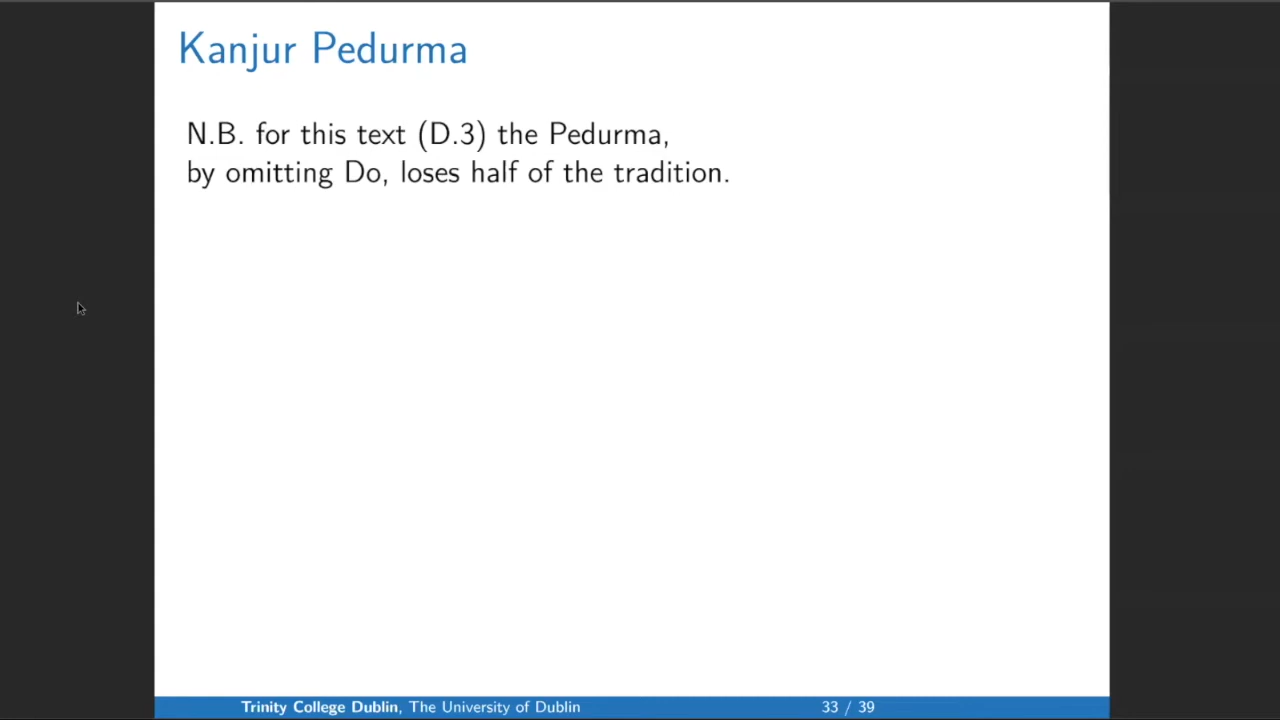 Kanjur Pedurma
N.B. for this text (D.3) the Pedurma,
by omitting Do, loses half of the tradition.
Trinity College Dublin, The University of Dublin 33 / 39